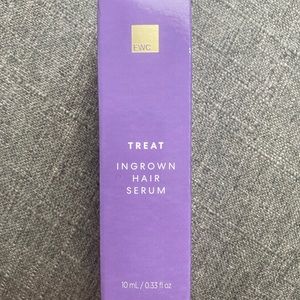 EWC
TREAT
INGROWN
HAIR
SERUM
10 mL / 0.33 fl oz